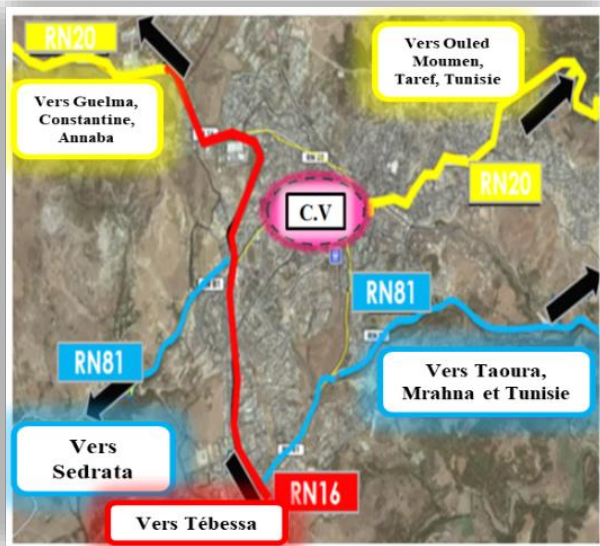 RN20
Vers Ouled
Moumen,
Taref, Tunisie
Vers Guelma,
Constantine,
Annaba
RN20
C.V
RN81
RN81
Vers Taoura,
Mrahna et Tunisie
Vers
Sedrata
RN16
Vers Tébessa